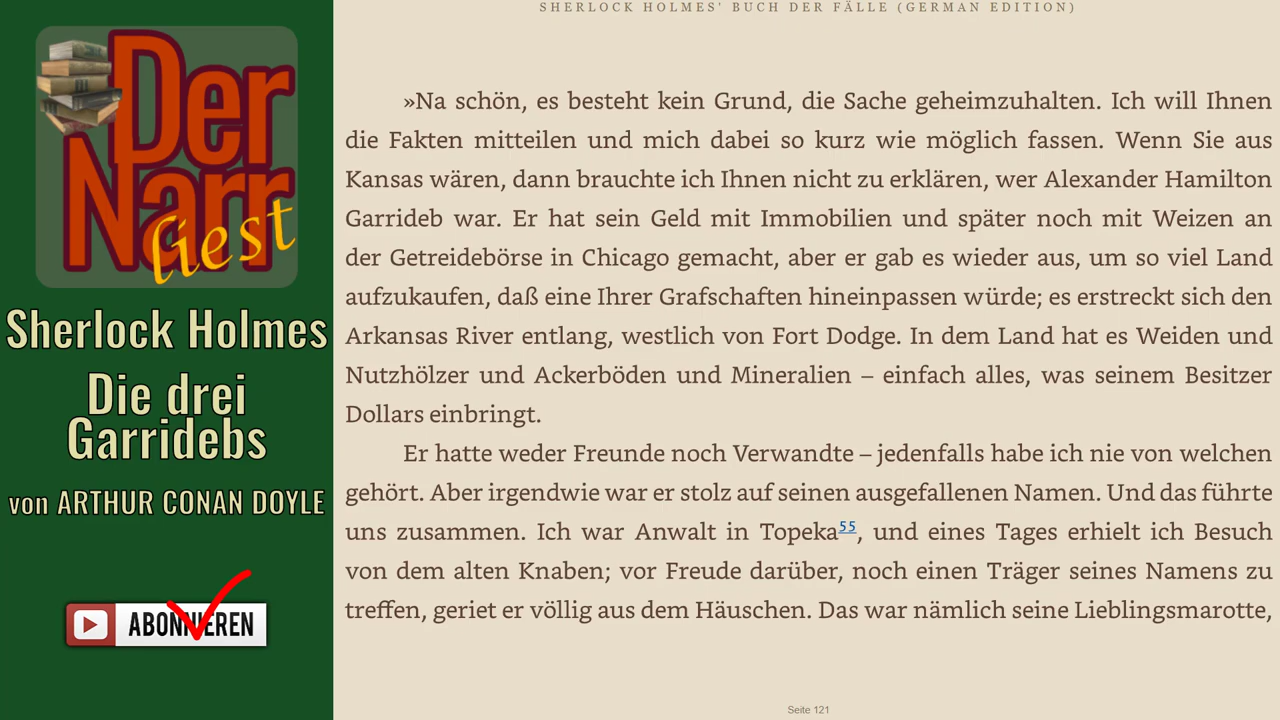 Der
Narr
liest
Sherlock Holmes
Die drei
Garridebs
von ARTHUR CONAN DOYLE
ABONNIEREN
SHERLOCK HOLMES' BUCH DER FÄLLE (GERMAN EDITION)
»Na schön, es besteht kein Grund, die Sache geheimzuhalten. Ich will Ihnen
die Fakten mitteilen und mich dabei so kurz wie möglich fassen. Wenn Sie aus
Kansas wären, dann brauchte ich Ihnen nicht zu erklären, wer Alexander Hamilton
Garrideb war. Er hat sein Geld mit Immobilien und später noch mit Weizen an
der Getreidebörse in Chicago gemacht, aber er gab es wieder aus, um so viel Land
aufzukaufen, daß eine Ihrer Grafschaften hineinpassen würde; es erstreckt sich den
Arkansas River entlang, westlich von Fort Dodge. In dem Land hat es Weiden und
Nutzhölzer und Ackerböden und Mineralien – einfach alles, was seinem Besitzer
Dollars einbringt.
Er hatte weder Freunde noch Verwandte – jedenfalls habe ich nie von welchen
gehört. Aber irgendwie war er stolz auf seinen ausgefallenen Namen. Und das führte
uns zusammen. Ich war Anwalt in Topeka55, und eines Tages erhielt ich Besuch
von dem alten Knaben; vor Freude darüber, noch einen Träger seines Namens zu
treffen, geriet er völlig aus dem Häuschen. Das war nämlich seine Lieblingsmarotte,
Seite 121